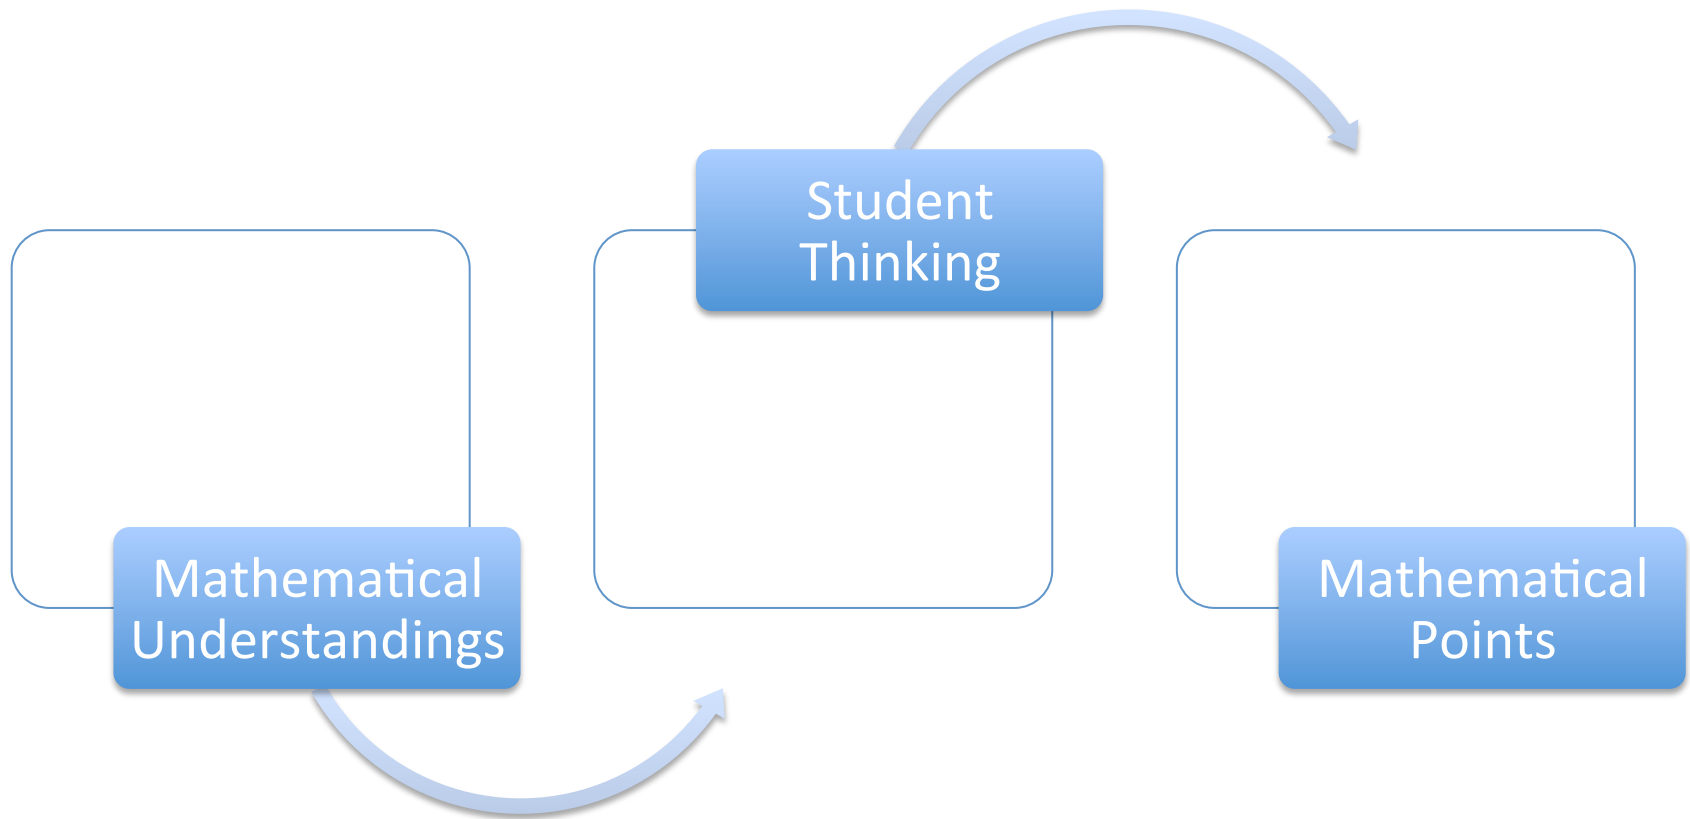 Mathematical
Understandings
Student
Thinking
Mathematical
Points